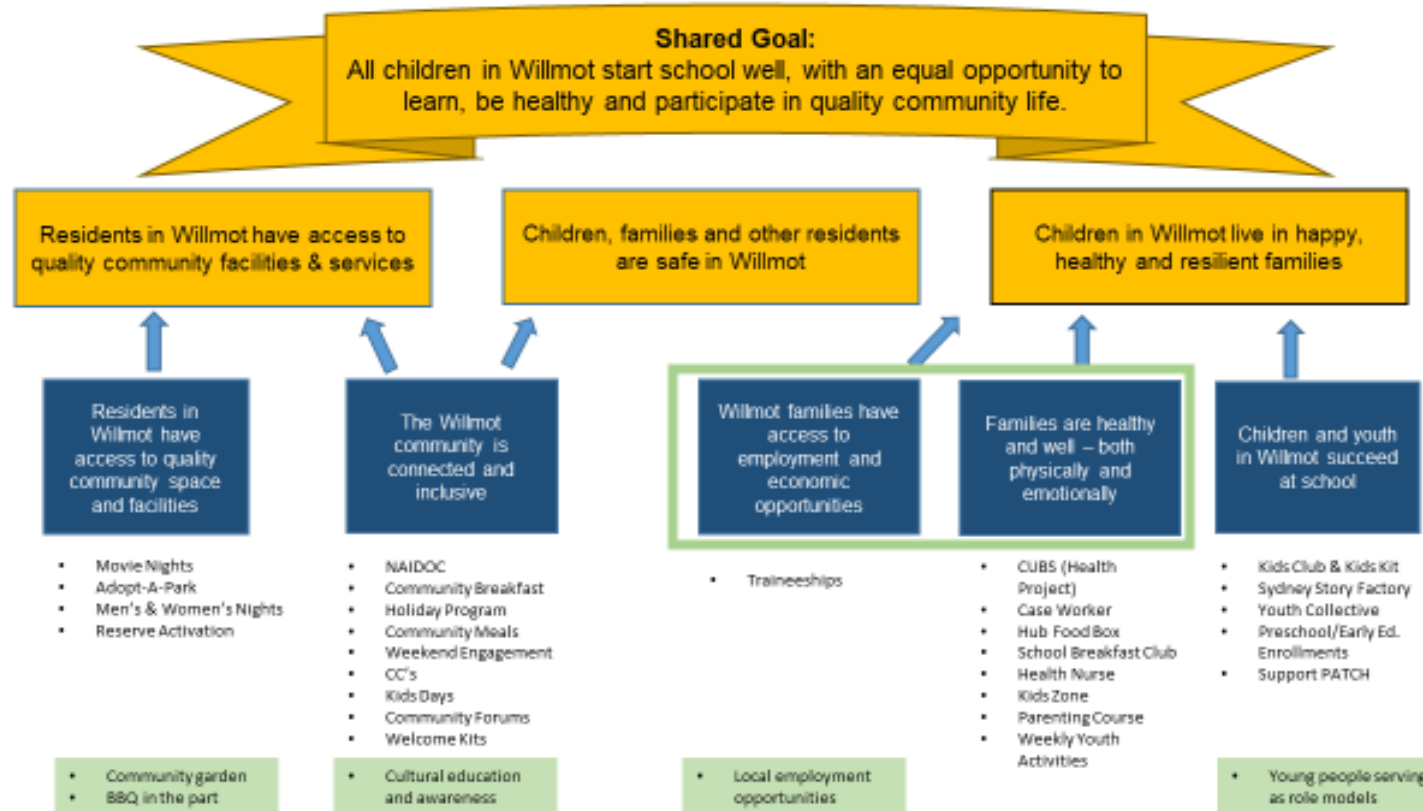 Shared Goal:
All children in Willmot start school well, with an equal opportunity to
learn, be healthy and participate in quality community life.
Residents in Willmot have access to
quality community facilities & services
Children, families and other residents
are safe in Willmot
Children in Willmot live in happy,
healthy and resilient families
Residents in
Willmot have
access to quality
community space
and facilities
The Willmot
community is
connected and
inclusive
Willmot families have
access to
employment and
economic
opportunities
Families are healthy
and well – both
physically and
emotionally
Children and youth
in Willmot succeed
at school
• Movie Nights
• Adopt-A-Park
• Men's & Women's Nights
• Reserve Activation
• NAIDOC
• Community Breakfast
• Holiday Program
• Community Meals
• Weekend Engagement
• CC's
• Kids Days
• Community Forums
• Welcome Kits
• Traineeships
• CUBS (Health
Project)
• Case Worker
• Hub Food Box
• School Breakfast Club
• Health Nurse
• Kids Zone
• Parenting Course
• Weekly Youth
Activities
• Kids Club & Kids Kit
• Sydney Story Factory
• Youth Collective
• Preschool/Early Ed.
Enrollments
• Support PATCH
• Community garden
• BBQ in the part
• Cultural education
and awareness
• Local employment
opportunities
• Young people serving
as role models